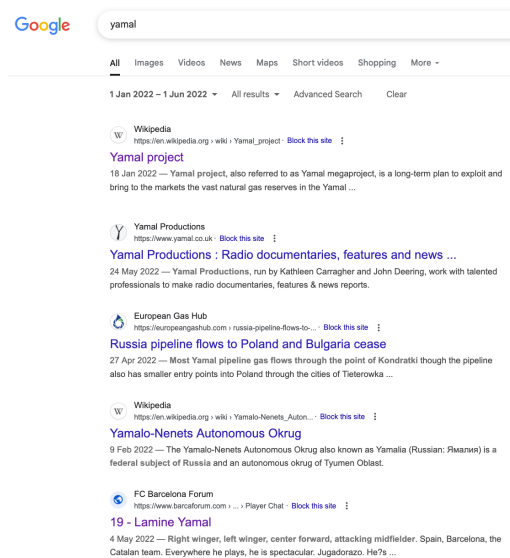 Google
yamal
All Images Videos News Maps Short videos Shopping More
1 Jan 2022 – 1 Jun 2022 All results Advanced Search Clear
W
Wikipedia
https://en.wikipedia.org › wiki › Yamal_project · Block this site
Yamal project
18 Jan 2022 — Yamal project, also referred to as Yamal megaproject, is a long-term plan to exploit and
bring to the markets the vast natural gas reserves in the Yamal ...
Yamal Productions
https://www.yamal.co.uk · Block this site
Yamal Productions : Radio documentaries, features and news ...
24 May 2022 — Yamal Productions, run by Kathleen Carragher and John Deering, work with talented
professionals to make radio documentaries, features & news reports.
European Gas Hub
https://europeangashub.com › russia-pipeline-flows-to-... · Block this site
Russia pipeline flows to Poland and Bulgaria cease
27 Apr 2022 — Most Yamal pipeline gas flows through the point of Kondratki though the pipeline
also has smaller entry points into Poland through the cities of Tieterowka ...
W
Wikipedia
https://en.wikipedia.org › wiki › Yamalo-Nenets_Auton... · Block this site
Yamalo-Nenets Autonomous Okrug
9 Feb 2022 — The Yamalo-Nenets Autonomous Okrug also known as Yamalia (Russian: Ямалия) is a
federal subject of Russia and an autonomous okrug of Tyumen Oblast.
FC Barcelona Forum
https://www.barcaforum.com › ... › Player Chat · Block this site
19 - Lamine Yamal
4 May 2022 — Right winger, left winger, center forward, attacking midfielder. Spain, Barcelona, the
Catalan team. Everywhere he plays, he is spectacular. Jugadorazo. He?s ...